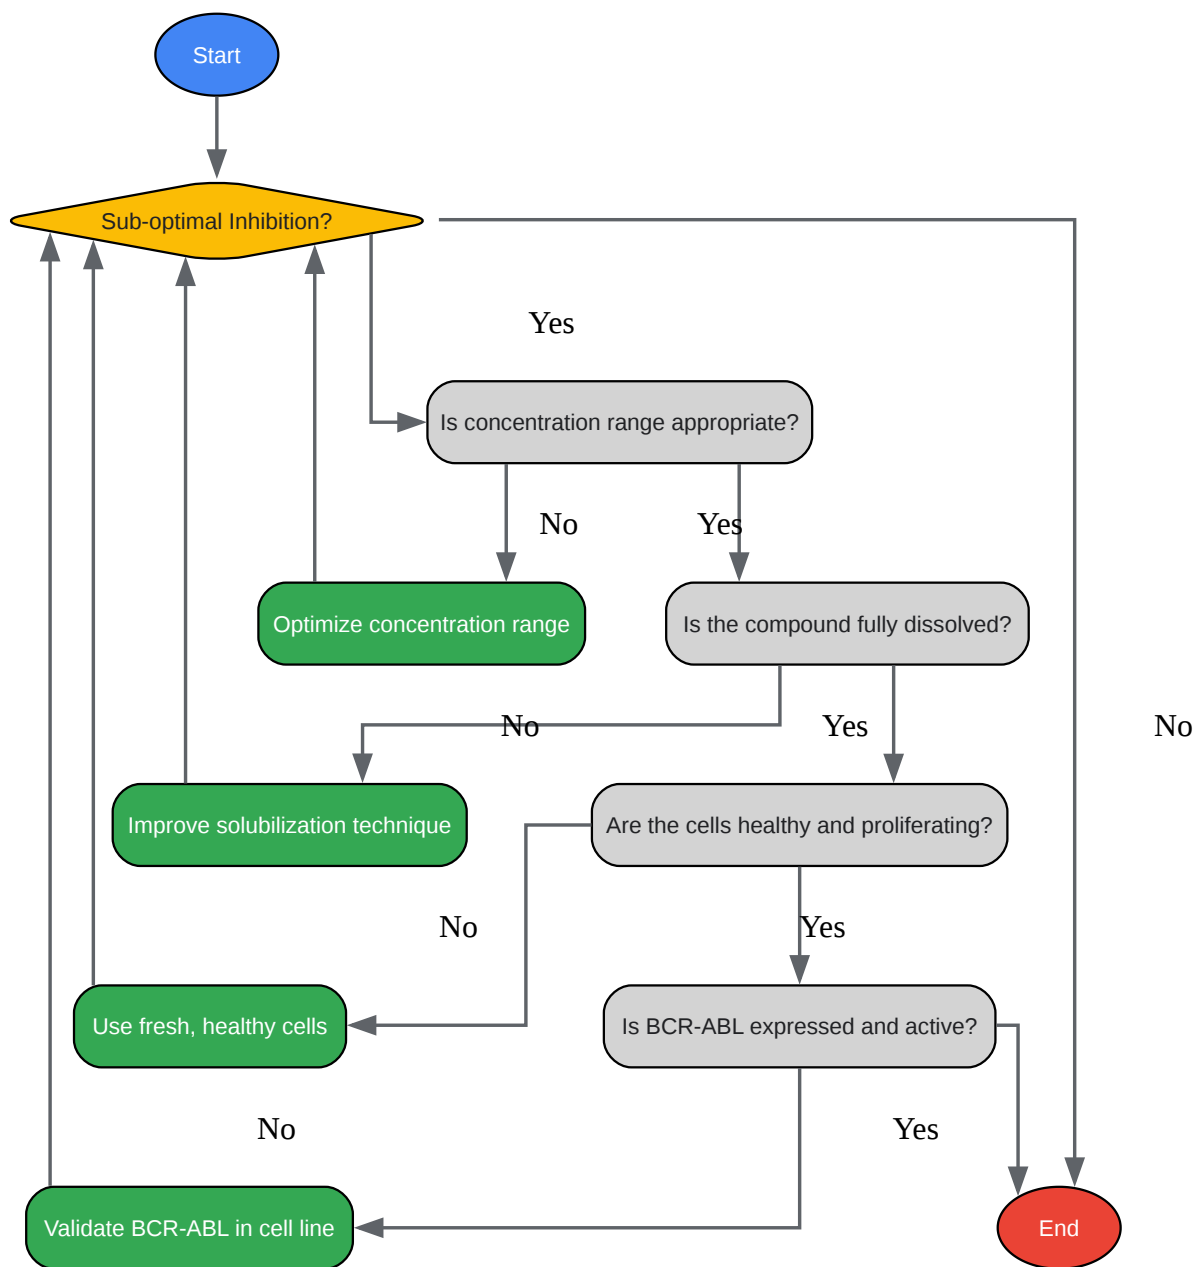 Start
Sub-optimal Inhibition?
Yes
Is concentration range appropriate?
No
Yes
Optimize concentration range
Is the compound fully dissolved?
No
Yes
No
Improve solubilization technique
Are the cells healthy and proliferating?
No
Yes
Use fresh, healthy cells
Is BCR-ABL expressed and active?
No
Yes
Validate BCR-ABL in cell line
End